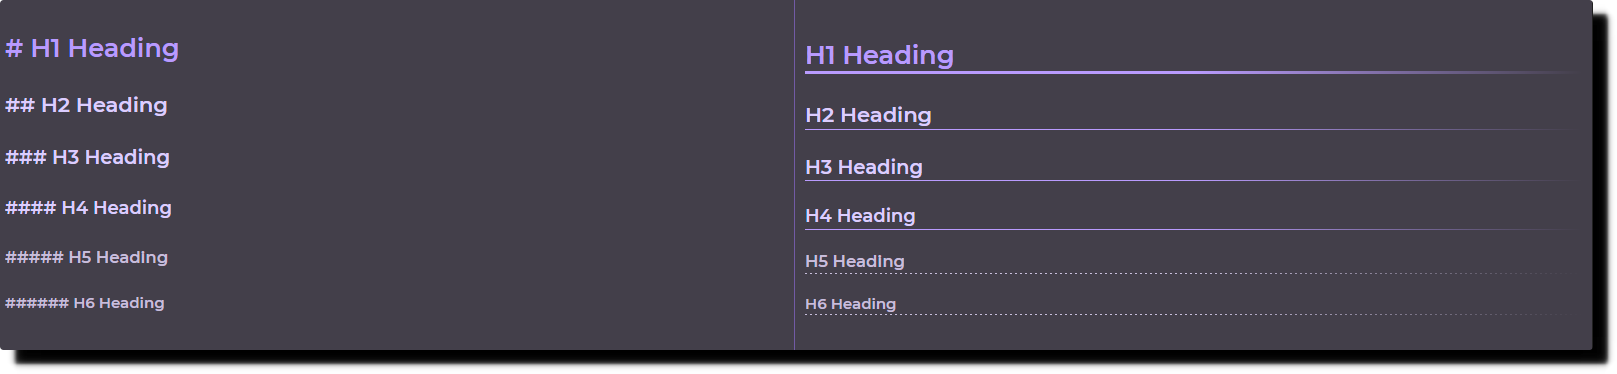 # H1 Heading
## H2 Heading
### H3 Heading
#### H4 Heading
##### H5 HeadIng
###### H6 Heading
H1 Heading
H2 Heading
H3 Heading
H4 Heading
H5 HeadIng
H6 Heading